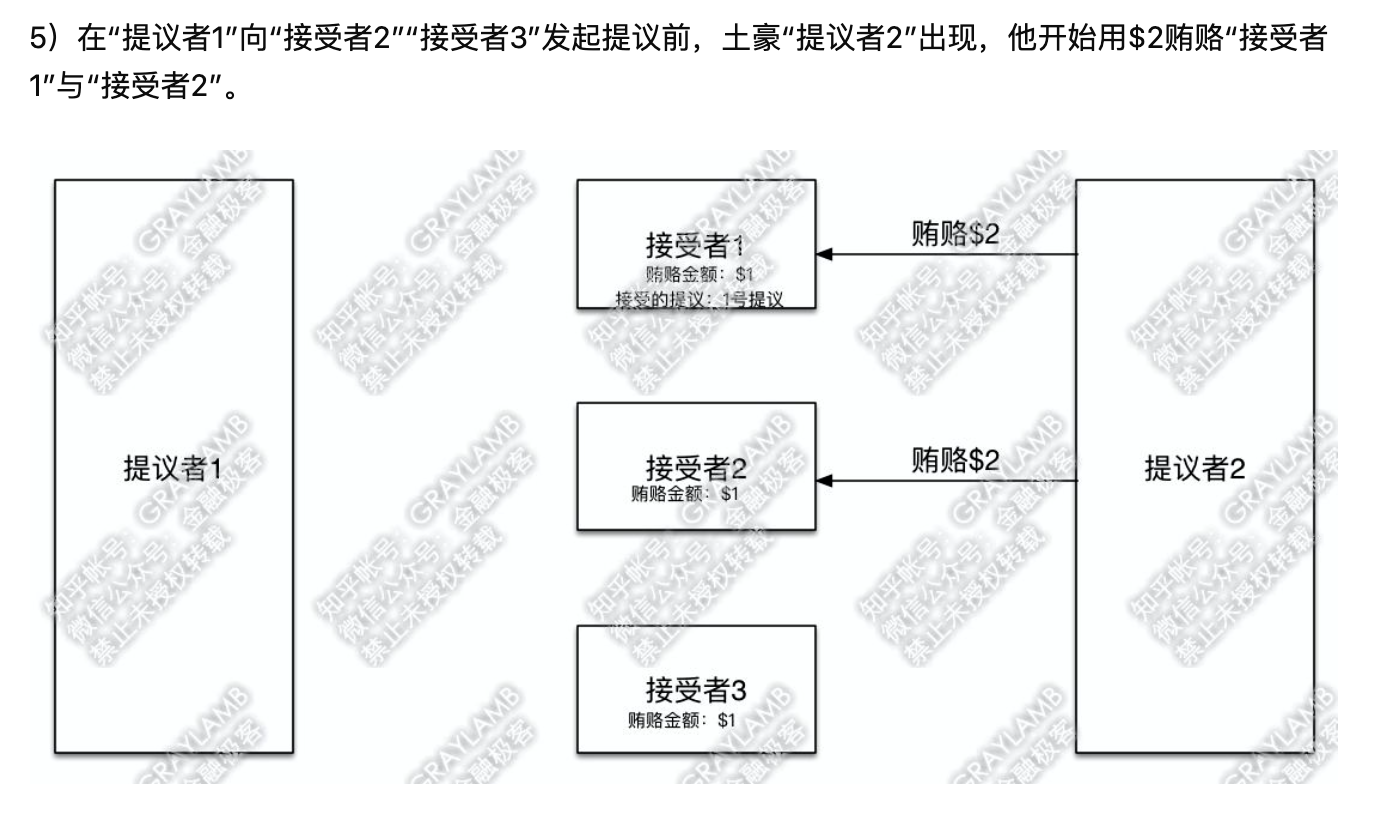 5）在“提议者1”向“接受者2”“接受者3”发起提议前，土豪“提议者2”出现，他开始用$2贿赂“接受者
1”与“接受者2”。
提议者1
接受者1
贿赂金额：$1
接受的提议：1号提议
贿赂$2
接受者2
贿赂金额：$1
贿赂$2
接受者3
贿赂金额：$1
提议者2
知乎帐号：GRAYLAMB
微信公众号：金融极客
禁止未授权转载